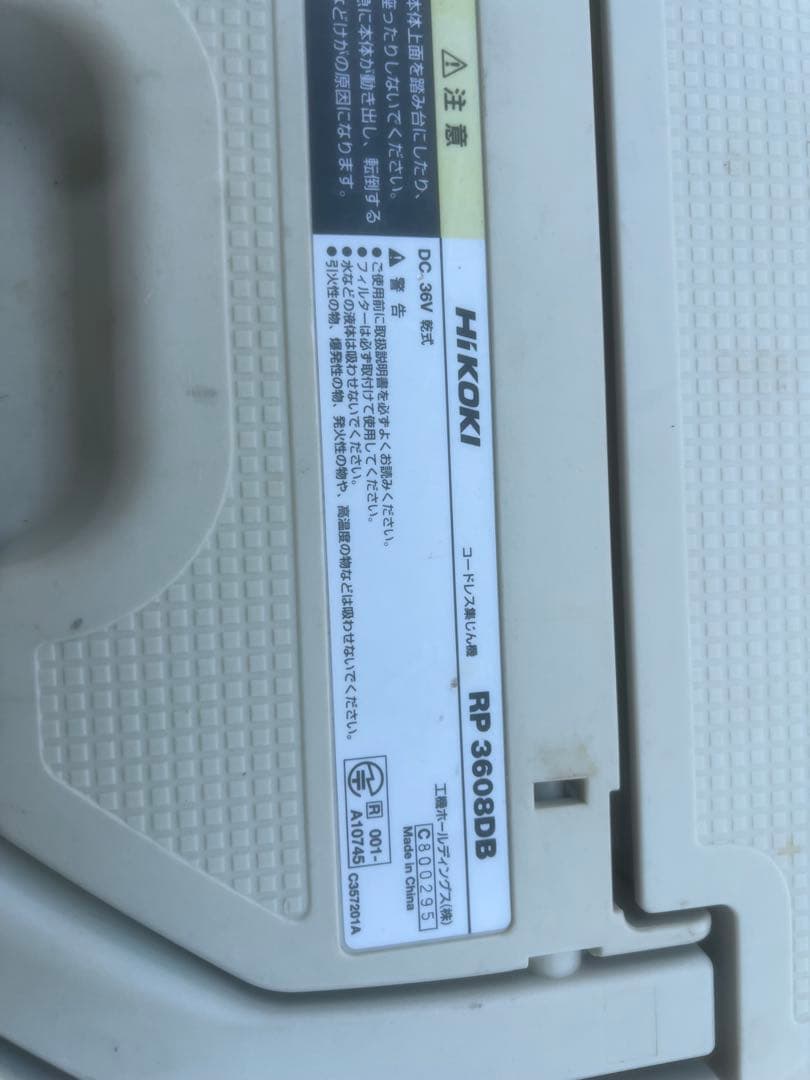 ⚠注意
本体上面を踏み台にしたり、
座ったりしないでください。
急に本体が動き出し、転倒する
などけがの原因になります。
HiKOKI コードレス集じん機 RP 3608DB
DC 36V 乾式
⚠警告
●ご使用前に取扱説明書を必ずよくお読みください。
●フィルターは必ず取付けて使用してください。
●水などの液体は吸わせないでください。
●引火性の物、爆発性の物、発火性の物や、高温度の物などは吸わせないでください。
工機ホールディングス(株)
C800295
Made in China
R 001-
A10745
C357201A